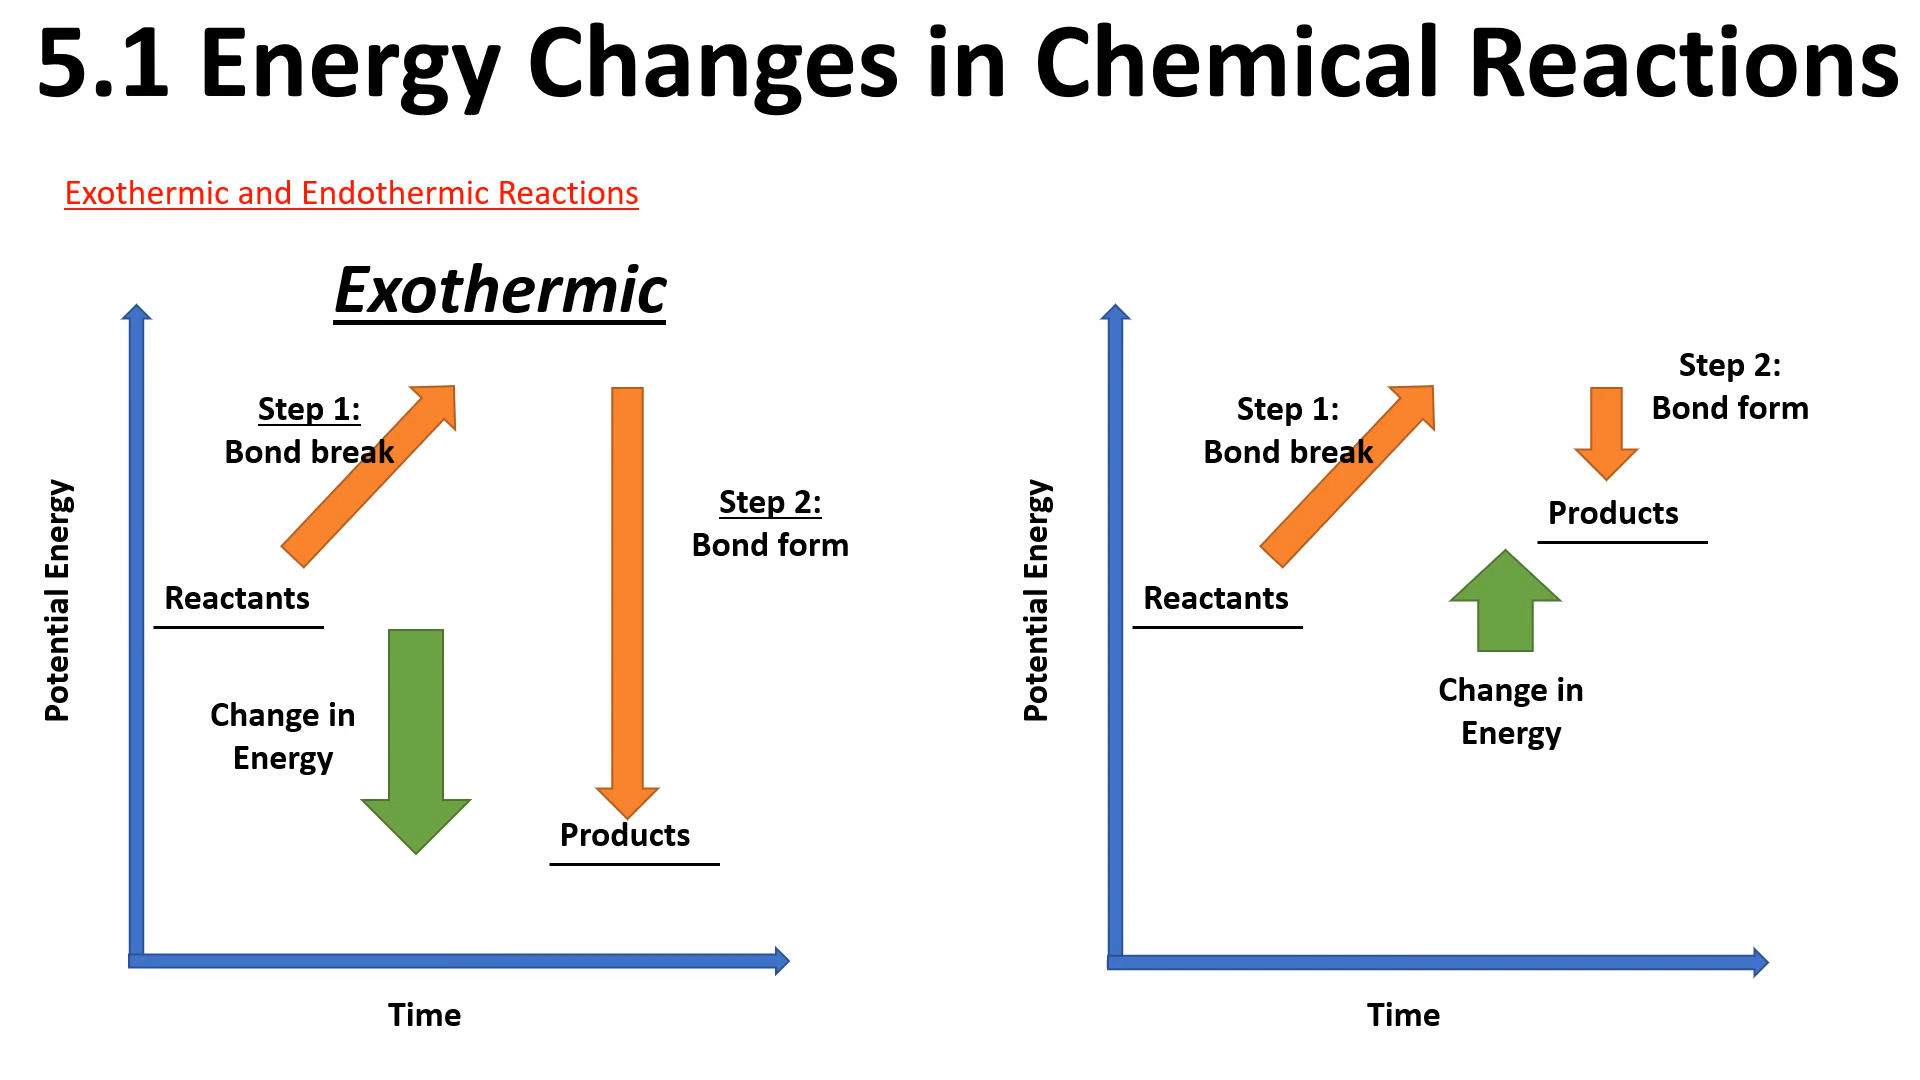 5.1 Energy Changes in Chemical Reactions
Exothermic and Endothermic Reactions
Exothermic
Step 1:
Bond break
Step 2:
Bond form
Reactants
Change in
Energy
Products
Potential Energy
Time
Step 1:
Bond break
Step 2:
Bond form
Products
Reactants
Change in
Energy
Potential Energy
Time